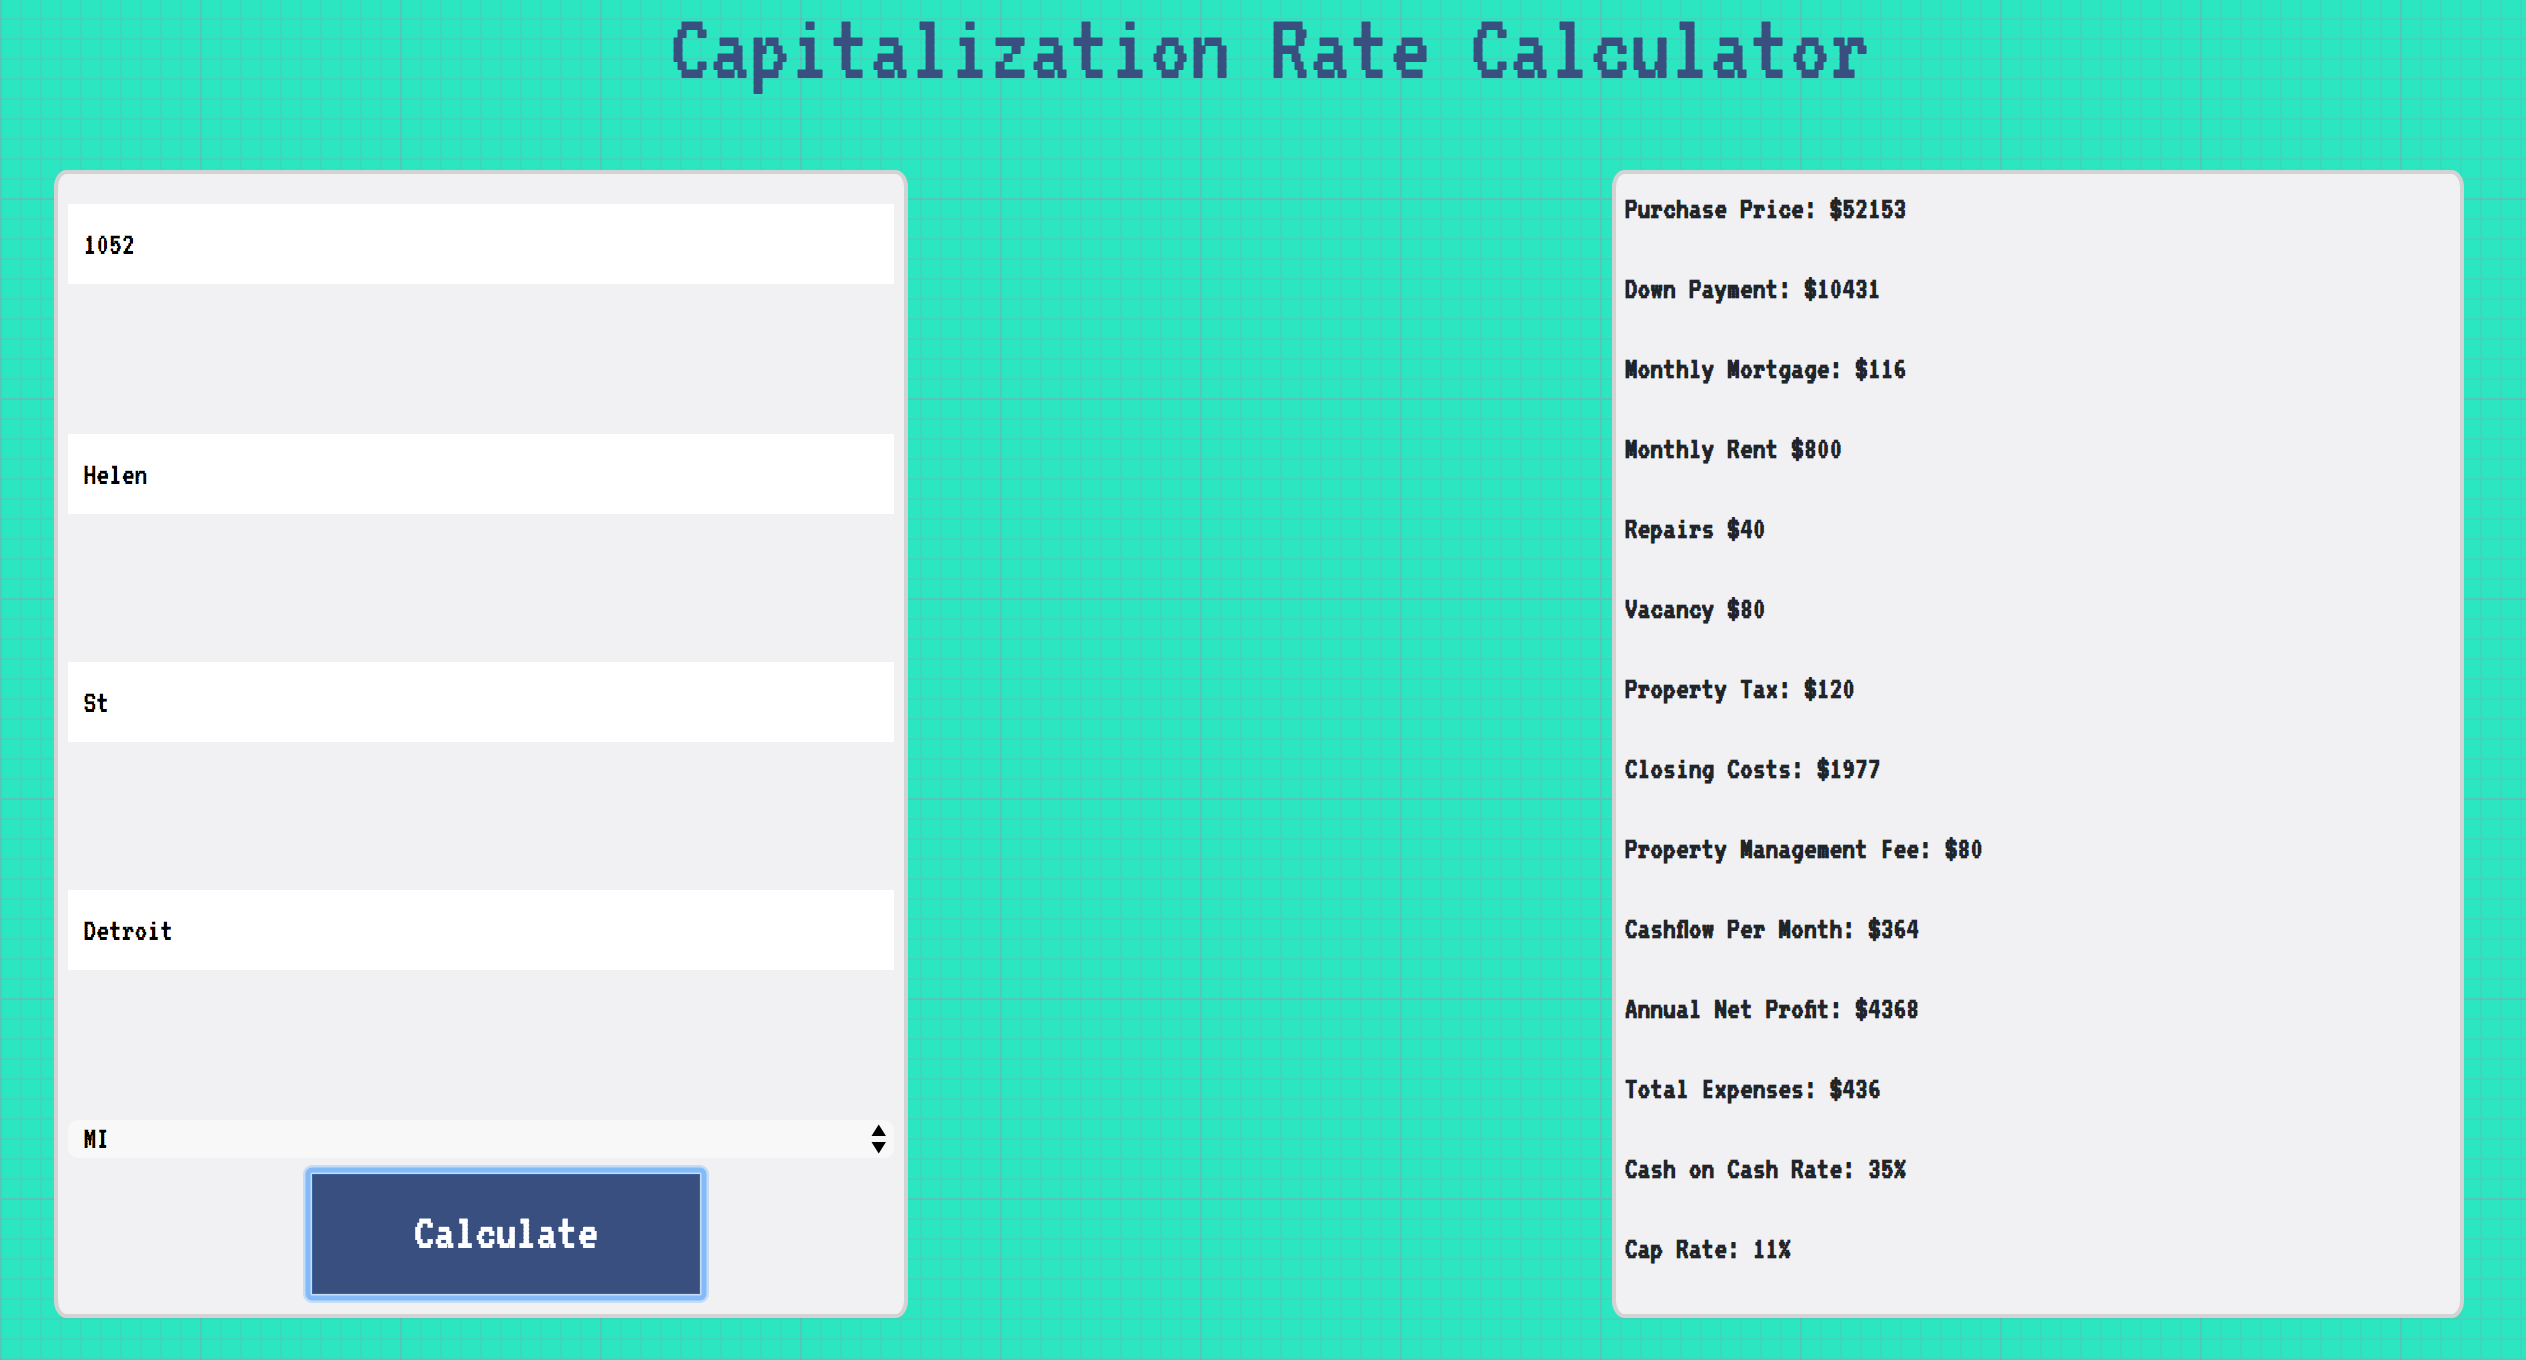 Capitalization Rate Calculator
1052
Helen
St
Detroit
MI
Calculate
Purchase Price: $52153
Down Payment: $10431
Monthly Mortgage: $116
Monthly Rent $800
Repairs $40
Vacancy $80
Property Tax: $120
Closing Costs: $1977
Property Management Fee: $80
Cashflow Per Month: $364
Annual Net Profit: $4368
Total Expenses: $436
Cash on Cash Rate: 35%
Cap Rate: 11%